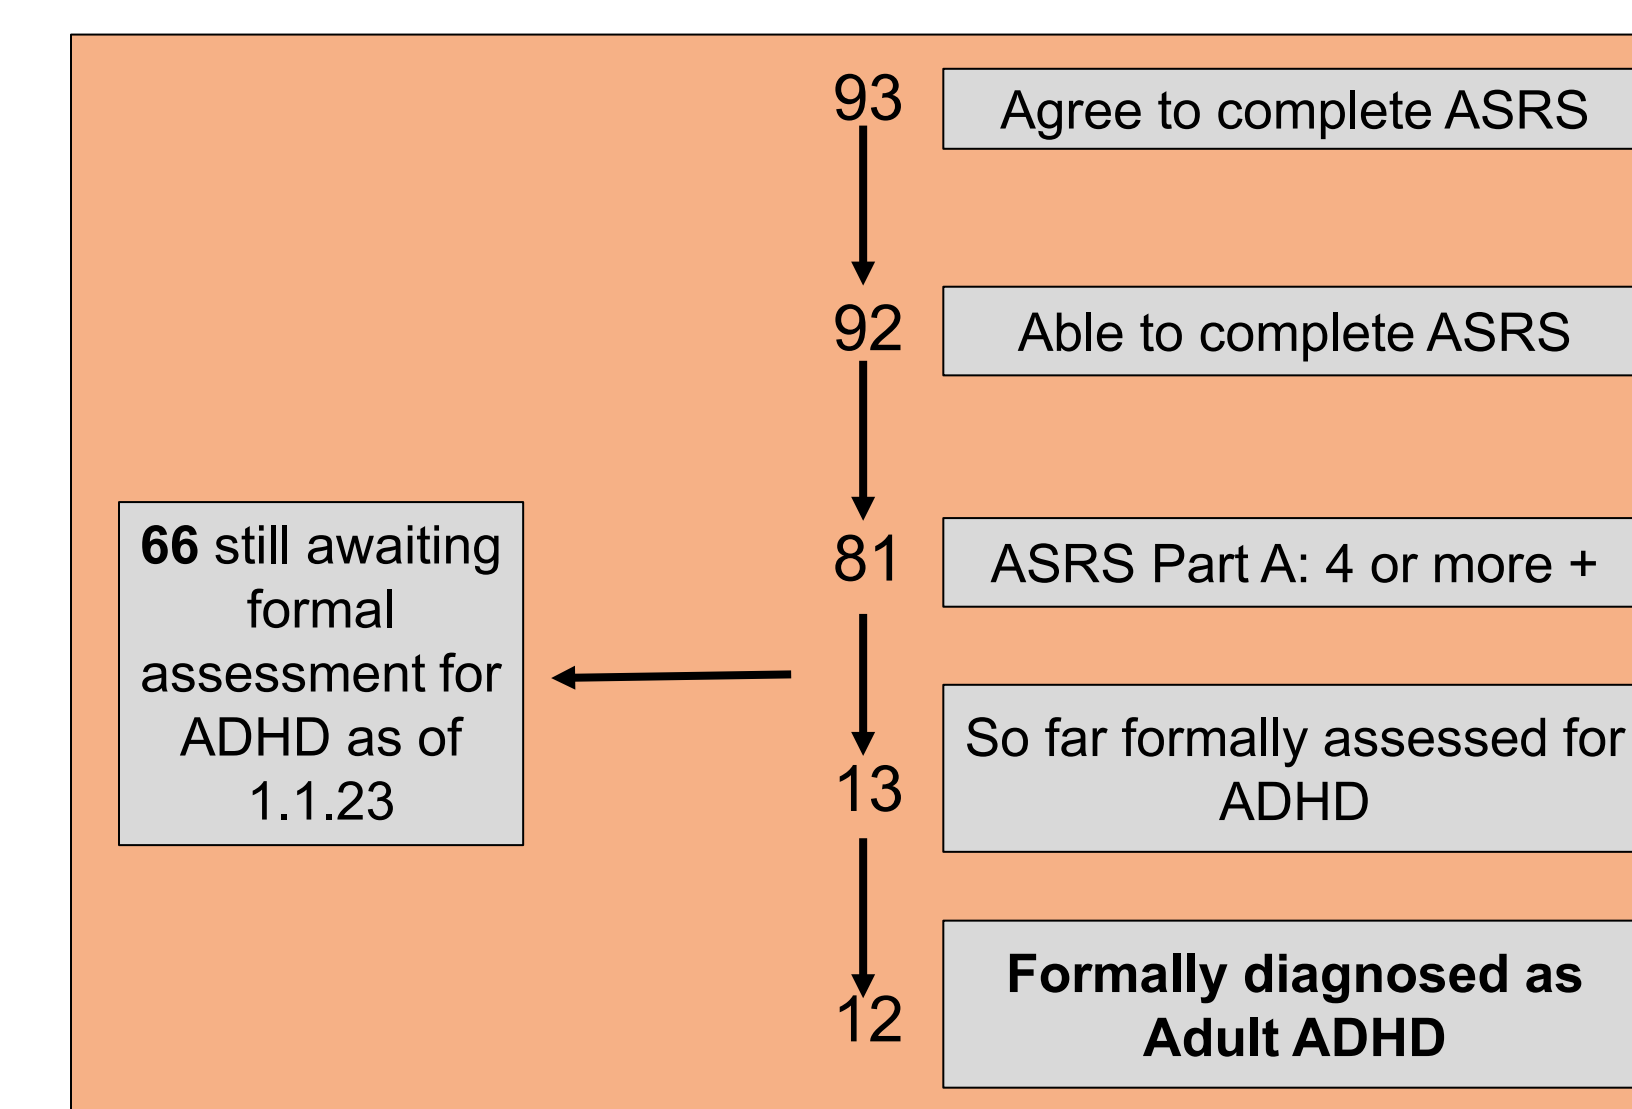 93
Agree to complete ASRS
92
Able to complete ASRS
81
ASRS Part A: 4 or more +
66 still awaiting
formal
assessment for
ADHD as of
1.1.23
13
So far formally assessed for
ADHD
12
Formally diagnosed as
Adult ADHD